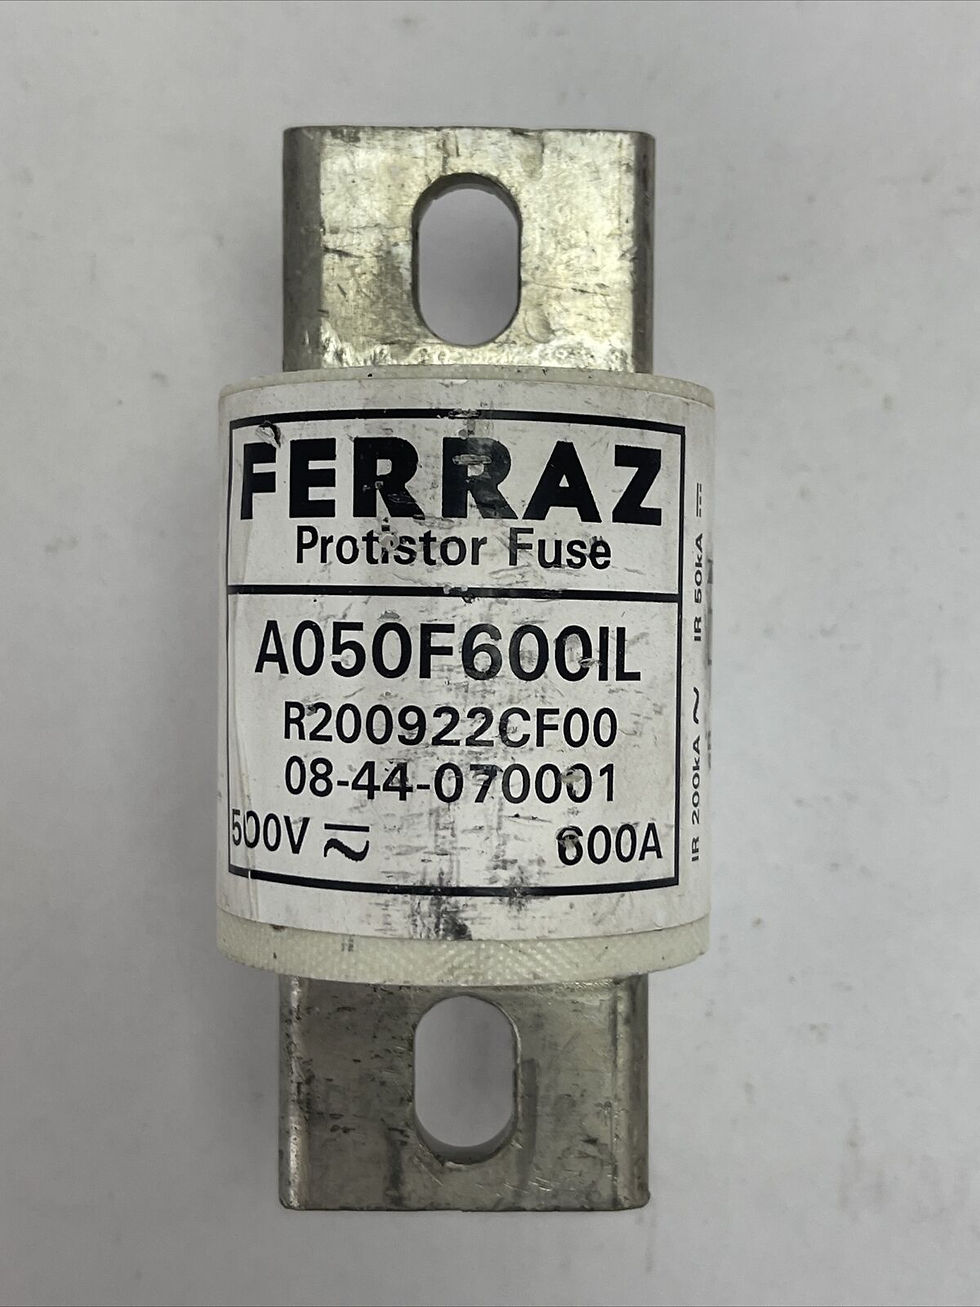 FERRAZ
Protistor Fuse
A050F600IL
R200922CF00
08-44-070001
500V ⎓ ~ 600A
IR 200kA ~ IR 50kA ⎓